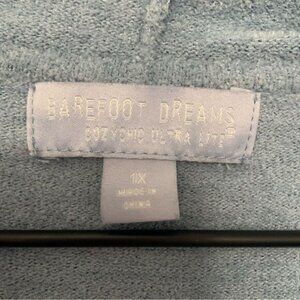 BAREFOOT DREAMS
COZYCHIC ULTRA LITE®
1X
MADE IN
CHINA